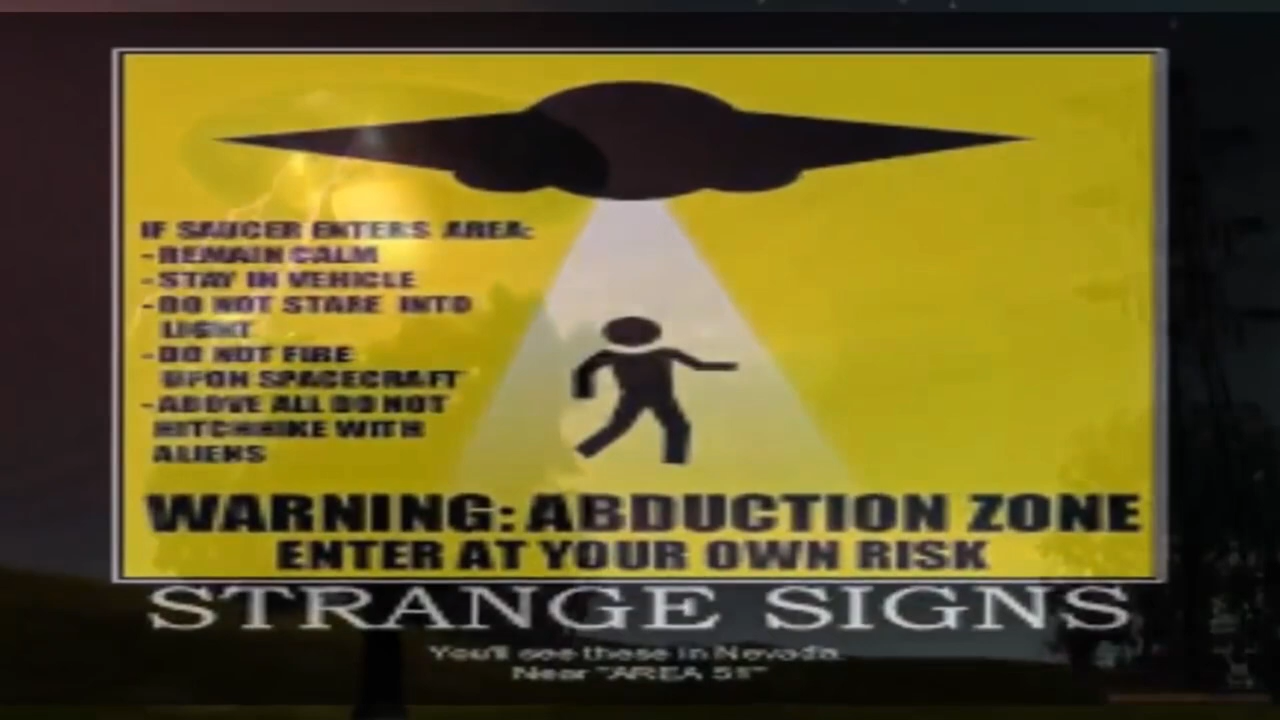 IF SAUCER ENTERS AREA:
-REMAIN CALM
-STAY IN VEHICLE
-DO NOT STARE INTO
LIGHT
-DO NOT FIRE
UPON SPACECRAFT
-ABOVE ALL DO NOT
HITCHHIKE WITH
ALIENS
WARNING: ABDUCTION ZONE
ENTER AT YOUR OWN RISK
STRANGE SIGNS
You'll see these in Nevada.
Near "AREA 51"